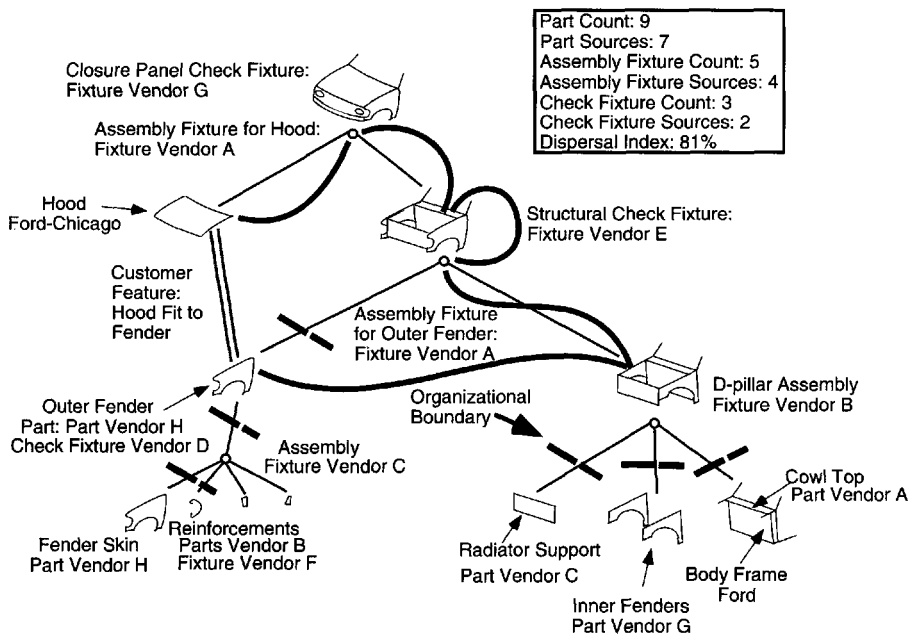 Part Count: 9
Part Sources: 7
Assembly Fixture Count: 5
Assembly Fixture Sources: 4
Check Fixture Count: 3
Check Fixture Sources: 2
Dispersal Index: 81%
Closure Panel Check Fixture:
Fixture Vendor G
Assembly Fixture for Hood:
Fixture Vendor A
Hood
Ford-Chicago
Structural Check Fixture:
Fixture Vendor E
Customer
Feature:
Hood Fit to
Fender
Assembly Fixture
for Outer Fender:
Fixture Vendor A
Organizational
Boundary
D-pillar Assembly
Fixture Vendor B
Outer Fender
Part: Part Vendor H
Check Fixture Vendor D
Assembly
Fixture Vendor C
Cowl Top
Part Vendor A
Fender Skin
Part Vendor H
Reinforcements
Parts Vendor B
Fixture Vendor F
Radiator Support
Part Vendor C
Inner Fenders
Part Vendor G
Body Frame
Ford